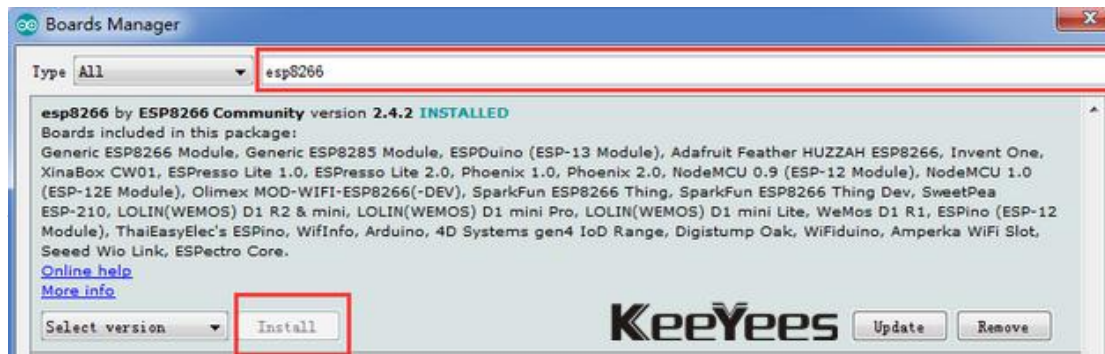 Boards Manager
Type All esp8266
esp8266 by ESP8266 Community version 2.4.2 INSTALLED
Boards included in this package:
Generic ESP8266 Module, Generic ESP8285 Module, ESPDuino (ESP-13 Module), Adafruit Feather HUZZAH ESP8266, Invent One,
XinaBox CW01, ESPresso Lite 1.0, ESPresso Lite 2.0, Phoenix 1.0, Phoenix 2.0, NodeMCU 0.9 (ESP-12 Module), NodeMCU 1.0
(ESP-12E Module), Olimex MOD-WIFI-ESP8266(-DEV), SparkFun ESP8266 Thing, SparkFun ESP8266 Thing Dev, SweetPea
ESP-210, LOLIN(WEMOS) D1 R2 & mini, LOLIN(WEMOS) D1 mini Pro, LOLIN(WEMOS) D1 mini Lite, WeMos D1 R1, ESPino (ESP-12
Module), ThaiEasyElec's ESPino, WifInfo, Arduino, 4D Systems gen4 IoD Range, Digistump Oak, WiFiduino, Amperka WiFi Slot,
Seeed Wio Link, ESPectro Core.
Online help
More info
Select version Install KeeYees Update Remove